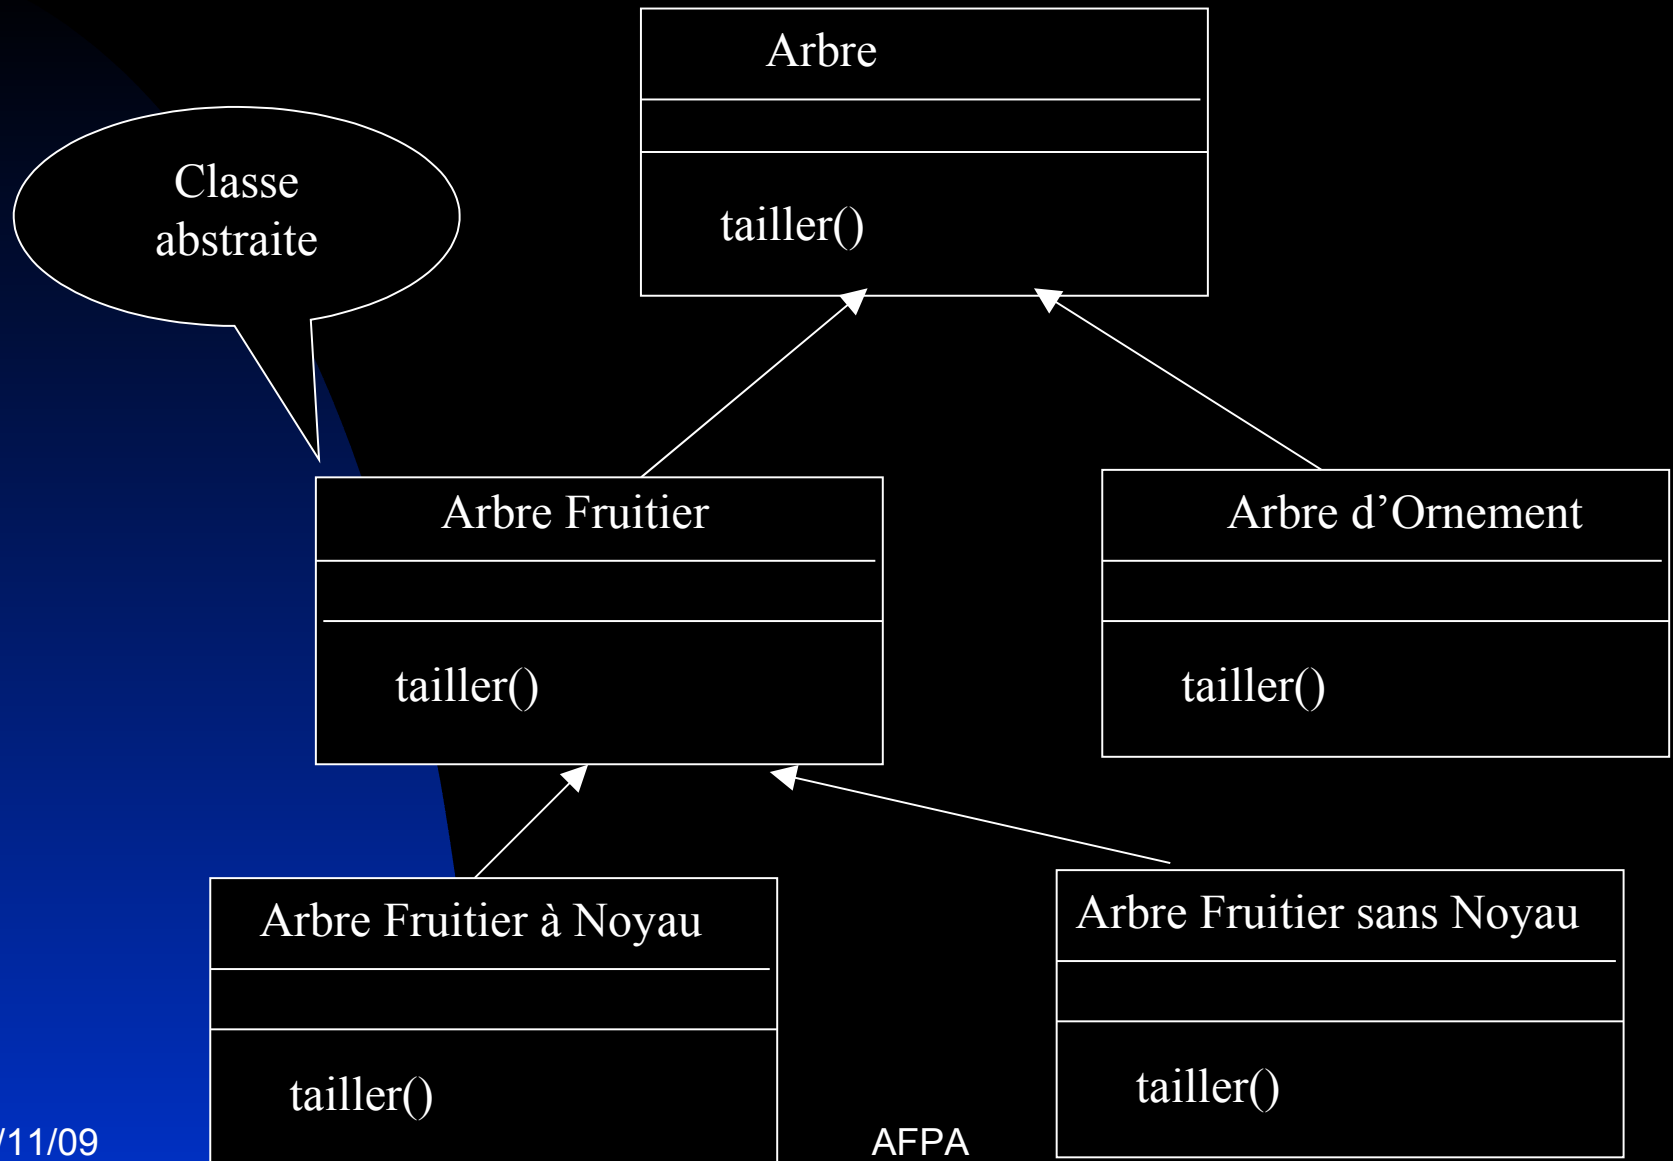 Arbre
tailler()
Classe
abstraite
Arbre Fruitier
tailler()
Arbre d’Ornement
tailler()
Arbre Fruitier à Noyau
tailler()
Arbre Fruitier sans Noyau
tailler()
/11/09
AFPA